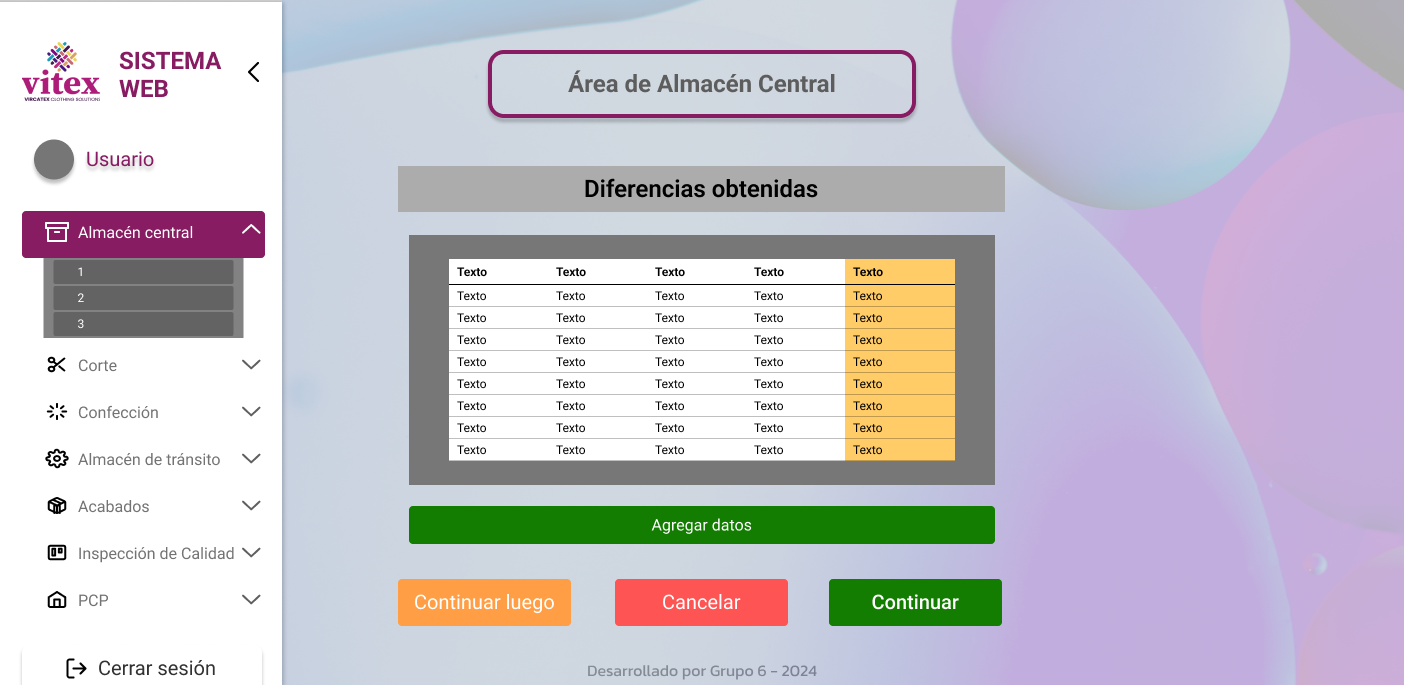 vitex
VIRCATEX CLOTHING SOLUTIONS
SISTEMA
WEB
Usuario
Almacén central
1
2
3
Corte
Confección
Almacén de tránsito
Acabados
Inspección de Calidad
PCP
Cerrar sesión
Área de Almacén Central
Diferencias obtenidas
Texto Texto Texto Texto Texto
Texto Texto Texto Texto Texto
Texto Texto Texto Texto Texto
Texto Texto Texto Texto Texto
Texto Texto Texto Texto Texto
Texto Texto Texto Texto Texto
Texto Texto Texto Texto Texto
Texto Texto Texto Texto Texto
Texto Texto Texto Texto Texto
Agregar datos
Continuar luego Cancelar Continuar
Desarrollado por Grupo 6 - 2024